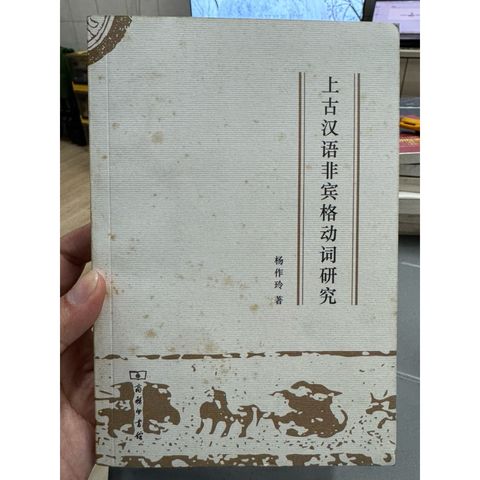 上古汉语非宾格动词研究
杨作玲 著
商务印书馆